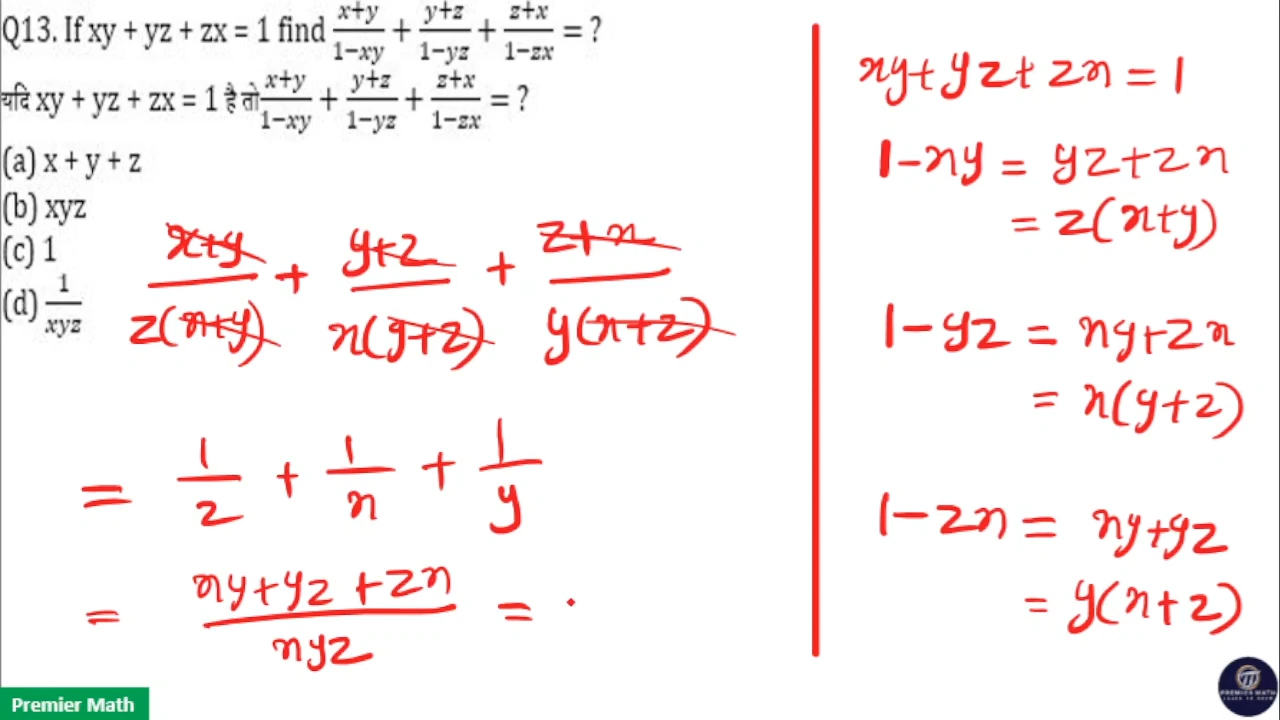 Q13. If xy + yz + zx = 1 find x+y/1−xy + y+z/1−yz + z+x/1−zx = ?
यदि xy + yz + zx = 1 है तो x+y/1−xy + y+z/1−yz + z+x/1−zx = ?
(a) x + y + z
(b) xyz
(c) 1
(d) 1/xyz
x+y/z(x+y) + y+z/x(y+z) + z+x/y(x+z)
= 1/z + 1/x + 1/y
= xy+yz+zx/xyz =
xy+yz+zx=1
1-xy = yz+zx
= z(x+y)
1-yz = xy+zx
= x(y+z)
1-zx = xy+yz
= y(x+z)
Premier Math
PREMIER MATH